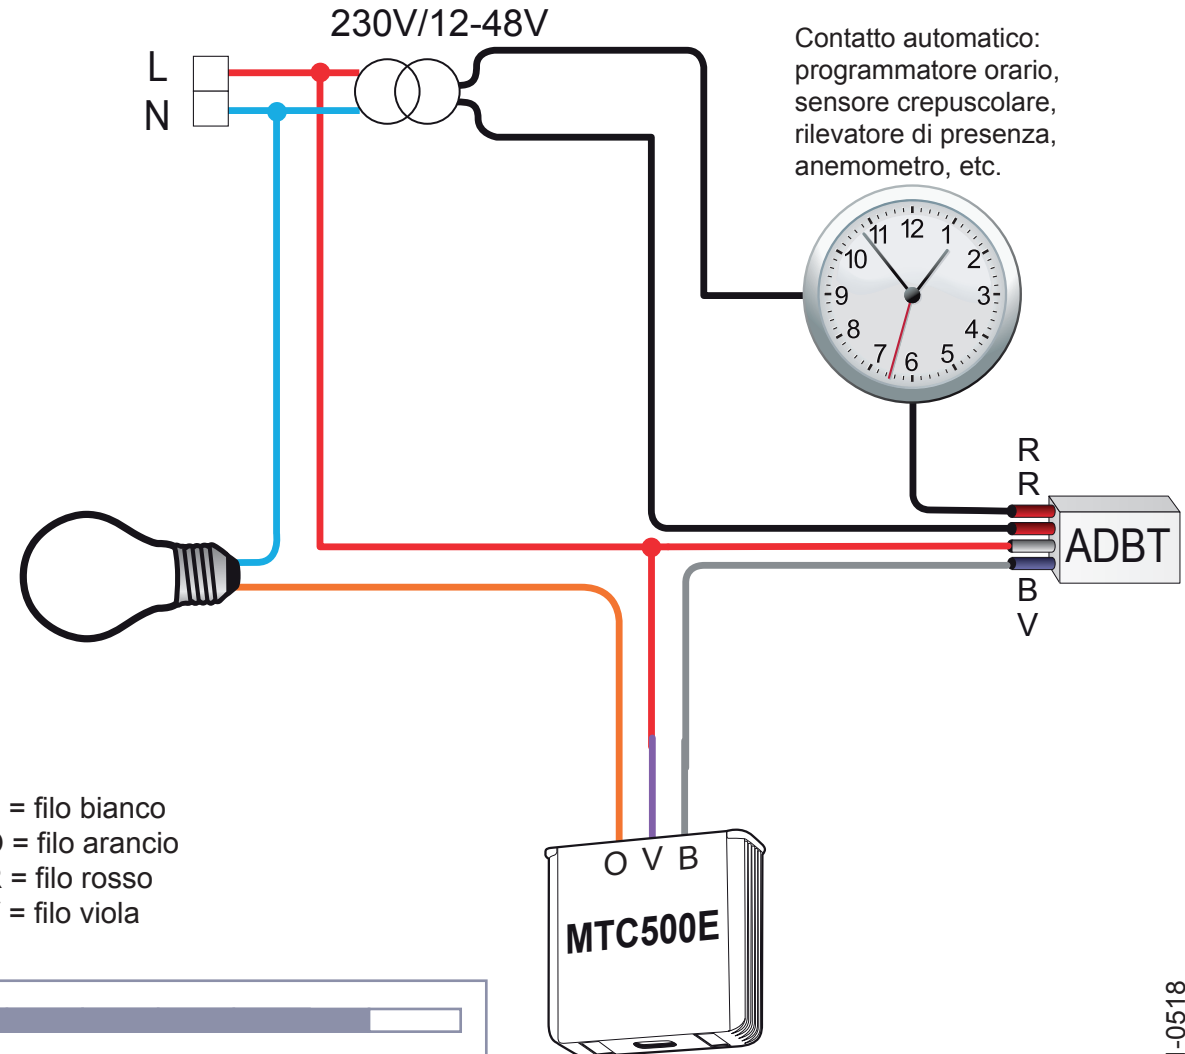 230V/12-48V
L
N
Contatto automatico:
programmatore orario,
sensore crepuscolare,
rilevatore di presenza,
anemometro, etc.
12
1
2
3
4
5
6
7
8
9
10
11
R
R
ADBT
B
V
= filo bianco
= filo arancio
= filo rosso
= filo viola
O V B
MTC500E
-0518